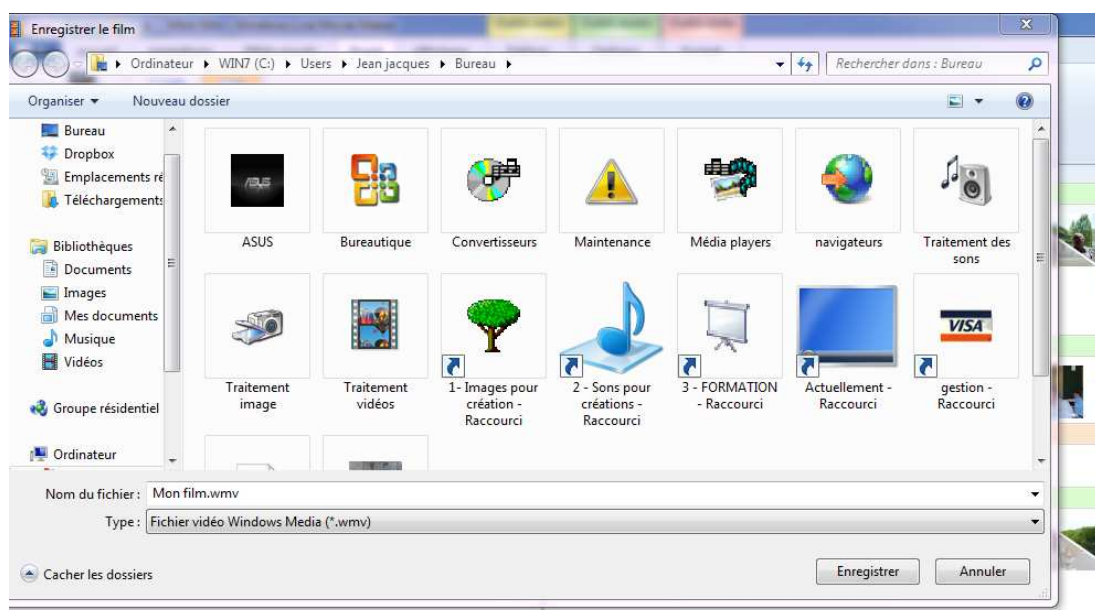 Enregistrer le film
Ordinateur ▸ WIN7 (C:) ▸ Users ▸ Jean jacques ▸ Bureau ▸
Rechercher dans : Bureau
Organiser
Nouveau dossier
Bureau
Dropbox
Emplacements ré
Téléchargements
Bibliothèques
Documents
Images
Mes documents
Musique
Vidéos
Groupe résidentiel
Ordinateur
/SUS
ASUS
Bureautique
Convertisseurs
Maintenance
Média players
navigateurs
Traitement des
sons
VISA
Traitement
image
Traitement
vidéos
1- Images pour
création -
Raccourci
2 - Sons pour
créations -
Raccourci
3 - FORMATION
- Raccourci
Actuellement -
Raccourci
gestion -
Raccourci
Nom du fichier : Mon film.wmv
Type : Fichier vidéo Windows Media (*.wmv)
Cacher les dossiers
Enregistrer
Annuler